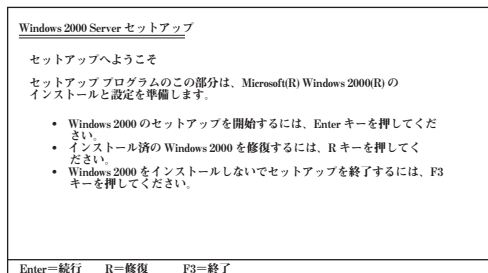 Windows 2000 Server セットアップ
セットアップへようこそ
セットアップ プログラムのこの部分は、Microsoft(R) Windows 2000(R) の
インストールと設定を準備します。
• Windows 2000 のセットアップを開始するには、Enter キーを押してくだ
さい。
• インストール済の Windows 2000 を修復するには、R キーを押してく
ださい。
• Windows 2000 をインストールしないでセットアップを終了するには、F3
キーを押してください。
Enter＝続行 R＝修復 F3＝終了